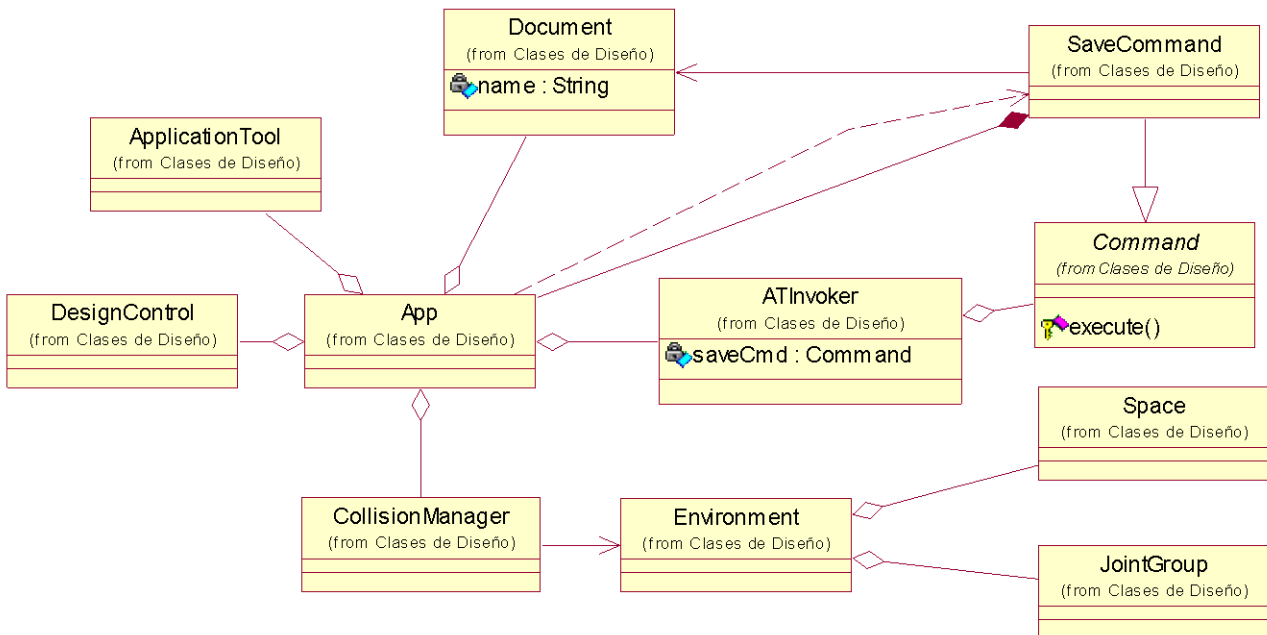 Document
(from Clases de Diseño)
name : String
SaveCommand
(from Clases de Diseño)
ApplicationTool
(from Clases de Diseño)
Command
(from Clases de Diseño)
execute()
DesignControl
(from Clases de Diseño)
App
(from Clases de Diseño)
ATInvoker
(from Clases de Diseño)
saveCmd : Command
Space
(from Clases de Diseño)
CollisionManager
(from Clases de Diseño)
Environment
(from Clases de Diseño)
JointGroup
(from Clases de Diseño)